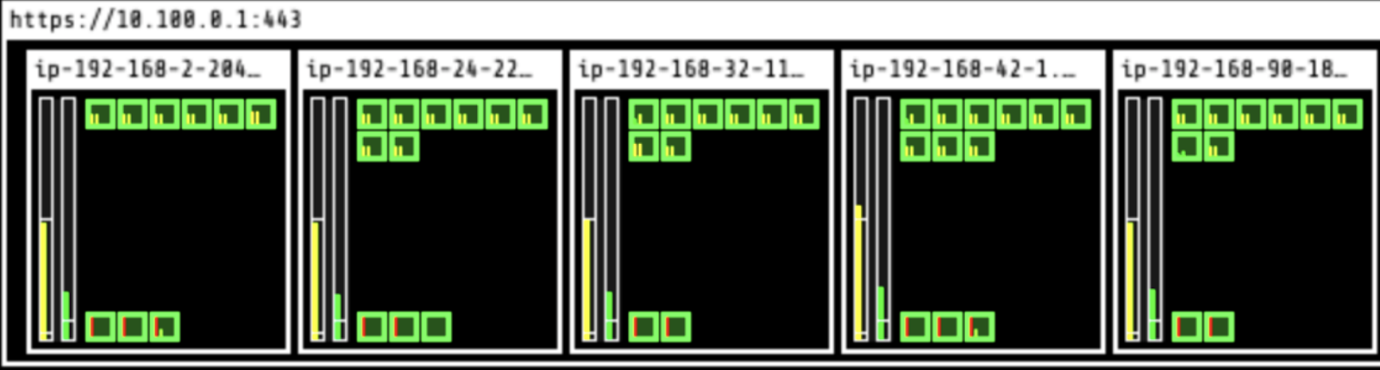 https://10.100.0.1:443
ip-192-168-2-204…
ip-192-168-24-22…
ip-192-168-32-11…
ip-192-168-42-1.…
ip-192-168-90-18…